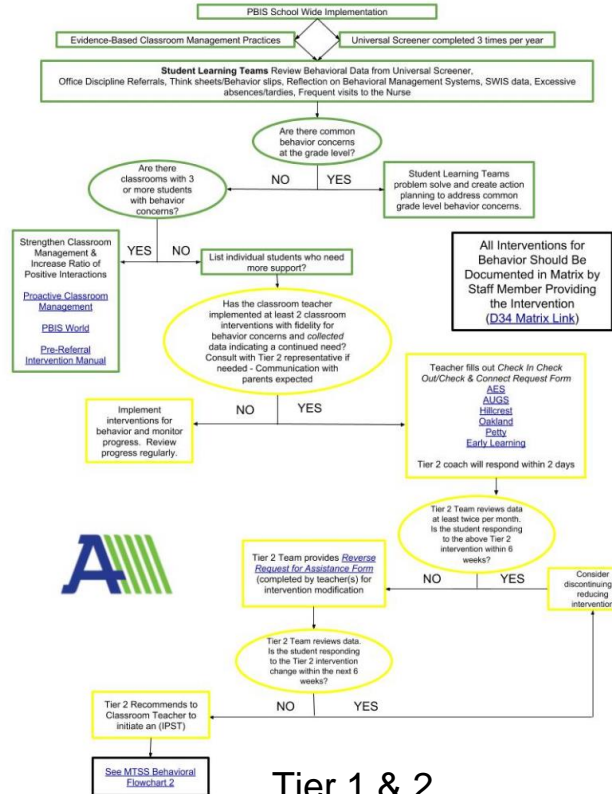 PBIS School Wide Implementation
Evidence-Based Classroom Management Practices
Universal Screener completed 3 times per year
Student Learning Teams Review Behavioral Data from Universal Screener,
Office Discipline Referrals, Think sheets/Behavior slips, Reflection on Behavioral Management Systems, SWIS data, Excessive
absences/tardies, Frequent visits to the Nurse
Are there common
behavior concerns
at the grade level?
NO
YES
Are there
classrooms with 3
or more students
with behavior
concerns?
Student Learning Teams
problem solve and create action
planning to address common
grade level behavior concerns.
YES
NO
Strengthen Classroom
Management &
Increase Ratio of
Positive Interactions
Proactive Classroom
Management
PBIS World
Pre-Referral
Intervention Manual
List individual students who need
more support?
All Interventions for
Behavior Should Be
Documented in Matrix by
Staff Member Providing
the Intervention
(D34 Matrix Link)
Has the classroom teacher
implemented at least 2 classroom
interventions with fidelity for
behavior concerns and collected
data indicating a continued need?
Consult with Tier 2 representative if
needed - Communication with
parents expected
NO
YES
Implement
interventions for
behavior and monitor
progress. Review
progress regularly.
Teacher fills out Check In Check
Out/Check & Connect Request Form
AES
AUGS
Hillcrest
Oakland
Petty
Early Learning
Tier 2 coach will respond within 2 days
Tier 2 Team reviews data
at least twice per month.
Is the student responding
to the above Tier 2
intervention within 6
weeks?
NO
YES
Tier 2 Team provides Reverse
Request for Assistance Form
(completed by teacher(s) for
intervention modification
Consider
discontinuing
reducing
intervention
Tier 2 Team reviews data.
Is the student responding
to the Tier 2 intervention
change within the next 6
weeks?
NO
YES
Tier 2 Recommends to
Classroom Teacher to
initiate an (IPST)
See MTSS Behavioral
Flowchart 2
Tier 1 & 2